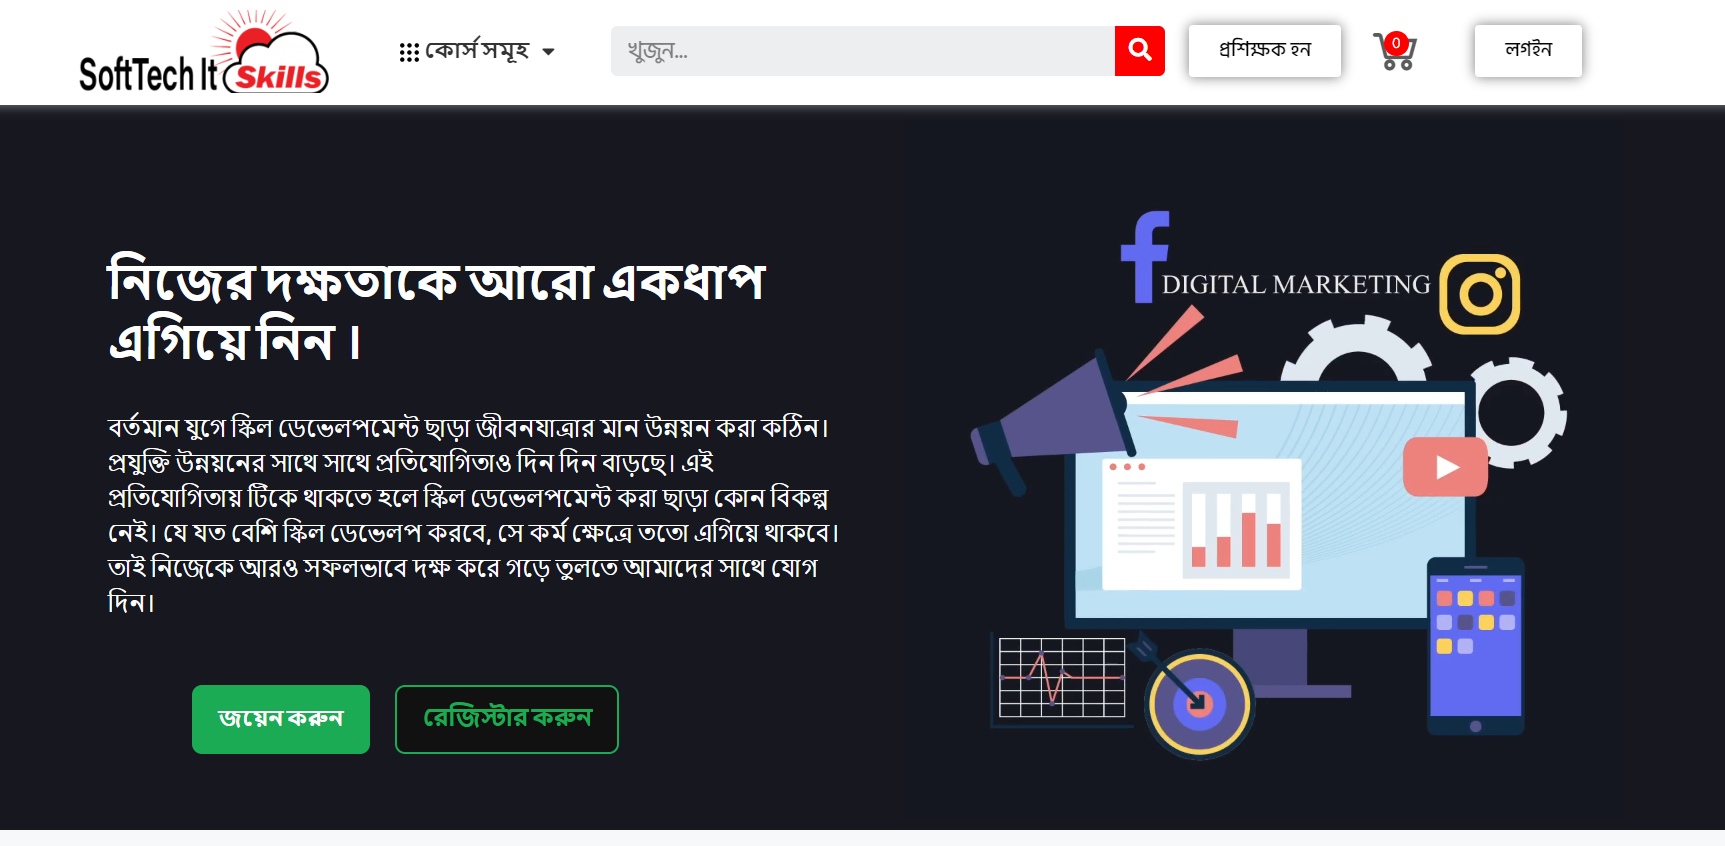 SoftTech It Skills
কোর্স সমূহ
খুজুন...
প্রশিক্ষক হন
0
লগইন
নিজের দক্ষতাকে আরো একধাপ
এগিয়ে নিন ।
DIGITAL MARKETING
বর্তমান যুগে স্কিল ডেভেলপমেন্ট ছাড়া জীবনযাত্রার মান উন্নয়ন করা কঠিন।
প্রযুক্তি উন্নয়নের সাথে সাথে প্রতিযোগিতাও দিন দিন বাড়ছে। এই
প্রতিযোগিতায় টিকে থাকতে হলে স্কিল ডেভেলপমেন্ট করা ছাড়া কোন বিকল্প
নেই। যে যত বেশি স্কিল ডেভেলপ করবে, সে কর্ম ক্ষেত্রে ততো এগিয়ে থাকবে।
তাই নিজেকে আরও সফলভাবে দক্ষ করে গড়ে তুলতে আমাদের সাথে যোগ
দিন।
জয়েন করুন
রেজিস্টার করুন